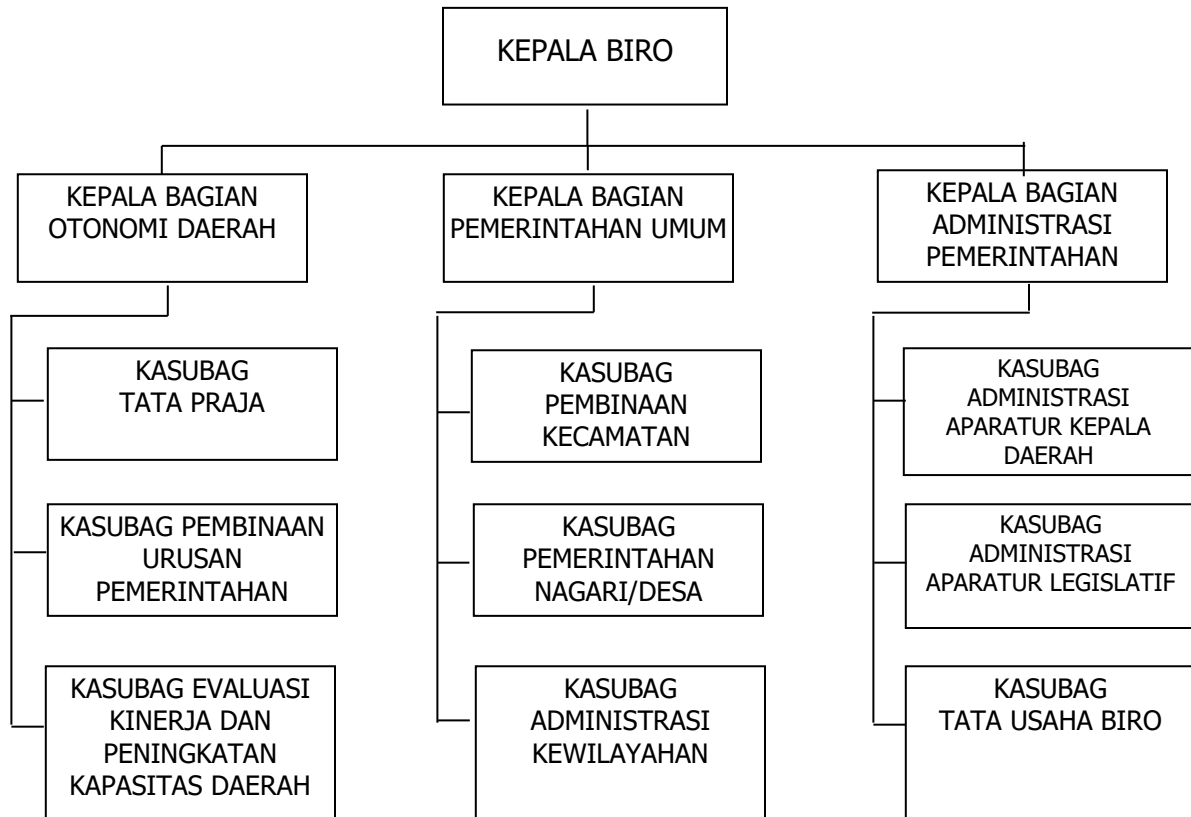 KEPALA BIRO
KEPALA BAGIAN
OTONOMI DAERAH
KEPALA BAGIAN
PEMERINTAHAN UMUM
KEPALA BAGIAN
ADMINISTRASI
PEMERINTAHAN
KASUBAG
TATA PRAJA
KASUBAG
PEMBINAAN
KECAMATAN
KASUBAG
ADMINISTRASI
APARATUR KEPALA
DAERAH
KASUBAG PEMBINAAN
URUSAN
PEMERINTAHAN
KASUBAG
PEMERINTAHAN
NAGARI/DESA
KASUBAG
ADMINISTRASI
APARATUR LEGISLATIF
KASUBAG EVALUASI
KINERJA DAN
PENINGKATAN
KAPASITAS DAERAH
KASUBAG
ADMINISTRASI
KEWILAYAHAN
KASUBAG
TATA USAHA BIRO